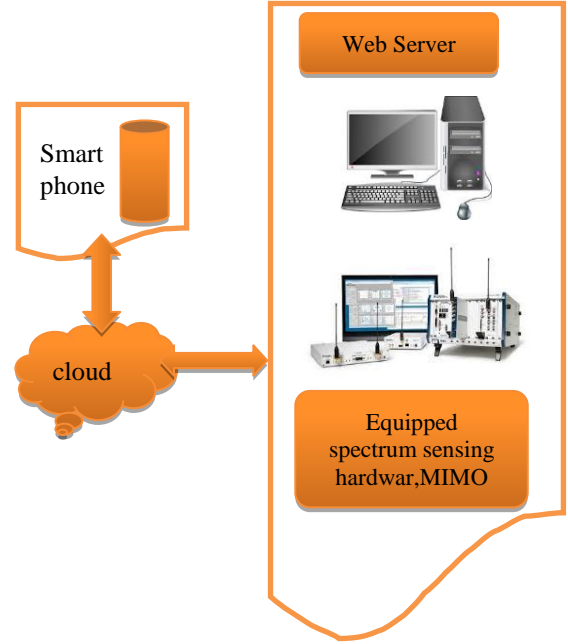 Web Server
Smart
phone
cloud
Equipped
spectrum sensing
hardwar,MIMO